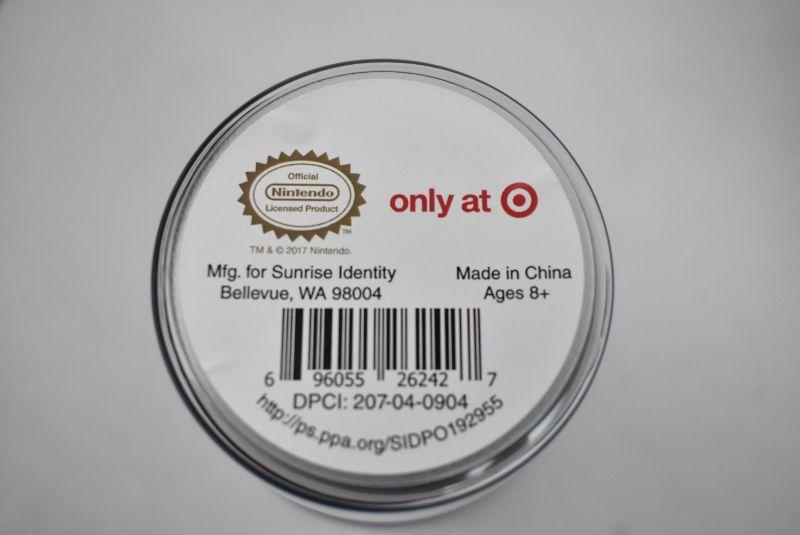 Official
Nintendo
Licensed Product
TM
only at
TM & © 2017 Nintendo.
Mfg. for Sunrise Identity
Bellevue, WA 98004
Made in China
Ages 8+
6 96055 26242 7
DPCI: 207-04-0904
http://ps.ppa.org/SIDPO192955